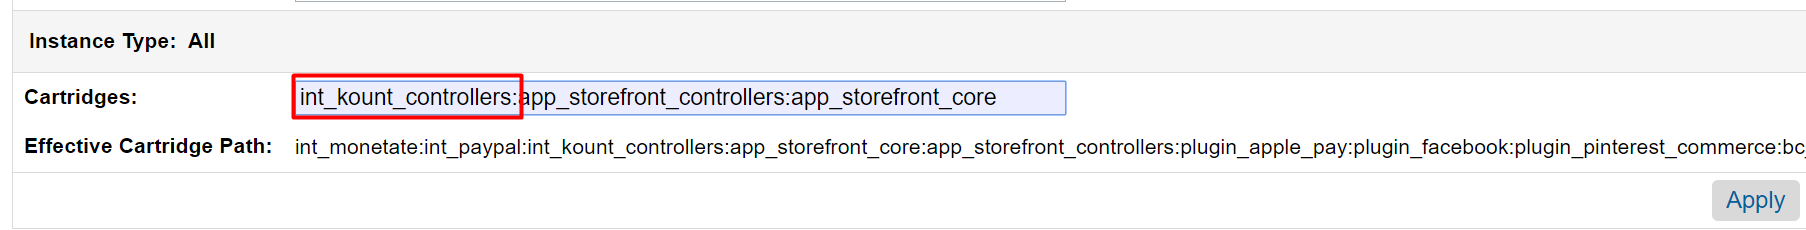 Instance Type: All
Cartridges: int_kount_controllers:app_storefront_controllers:app_storefront_core
Effective Cartridge Path: int_monetate:int_paypal:int_kount_controllers:app_storefront_core:app_storefront_controllers:plugin_apple_pay:plugin_facebook:plugin_pinterest_commerce:bc_
Apply